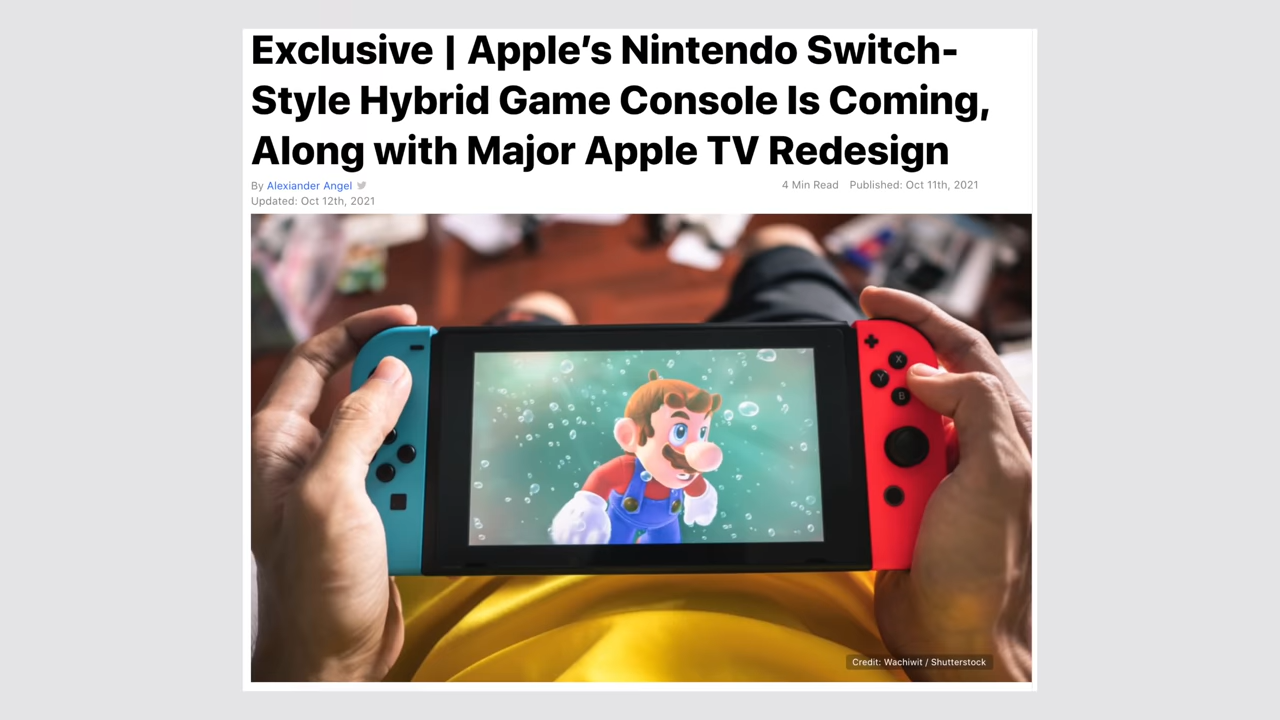 Exclusive | Apple’s Nintendo Switch-
Style Hybrid Game Console Is Coming,
Along with Major Apple TV Redesign
By Alexiander Angel
4 Min Read Published: Oct 11th, 2021
Updated: Oct 12th, 2021
X
Y
B
Credit: Wachiwit / Shutterstock